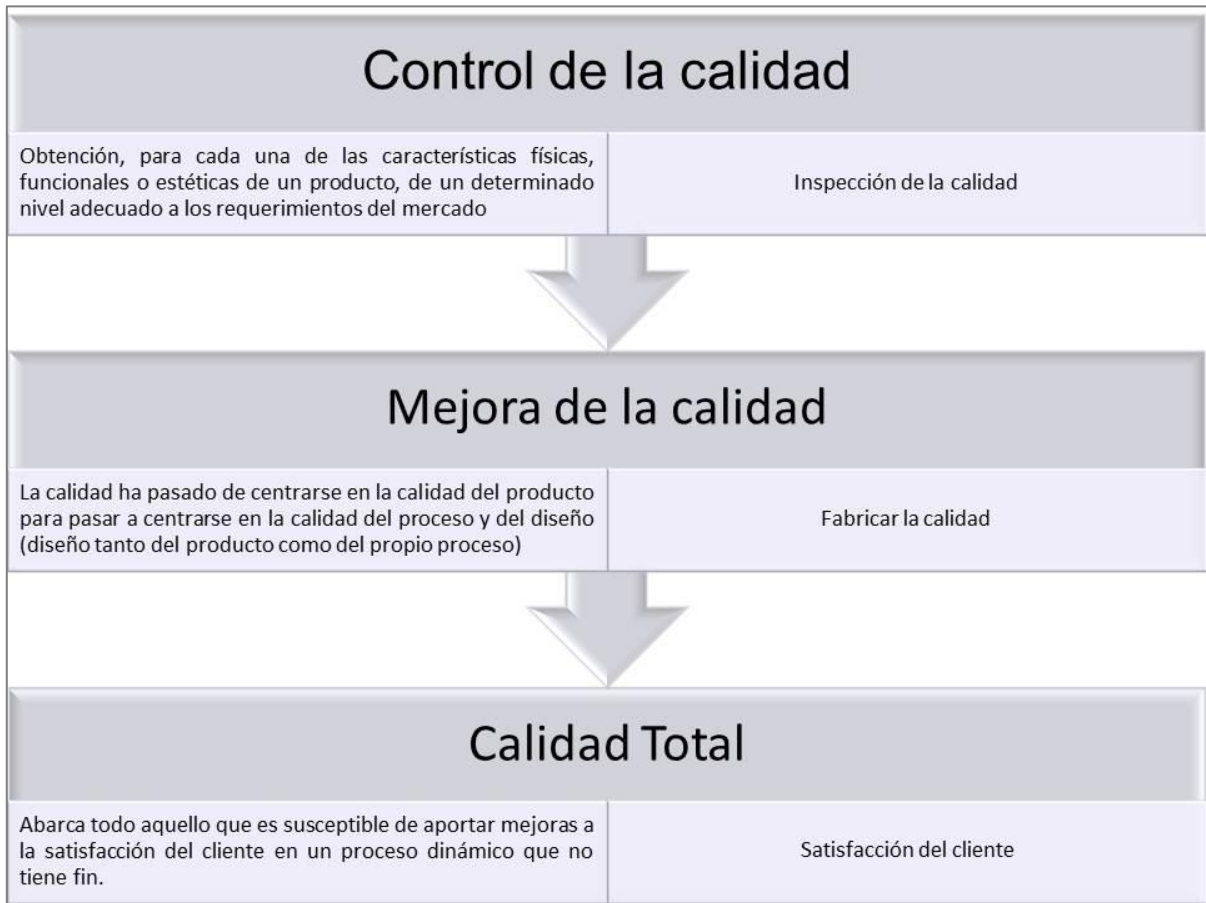 Control de la calidad
Obtención, para cada una de las características físicas,
funcionales o estéticas de un producto, de un determinado
nivel adecuado a los requerimientos del mercado
Inspección de la calidad
Mejora de la calidad
La calidad ha pasado de centrarse en la calidad del producto
para pasar a centrarse en la calidad del proceso y del diseño
(diseño tanto del producto como del propio proceso)
Fabricar la calidad
Calidad Total
Abarca todo aquello que es susceptible de aportar mejoras a
la satisfacción del cliente en un proceso dinámico que no
tiene fin.
Satisfacción del cliente